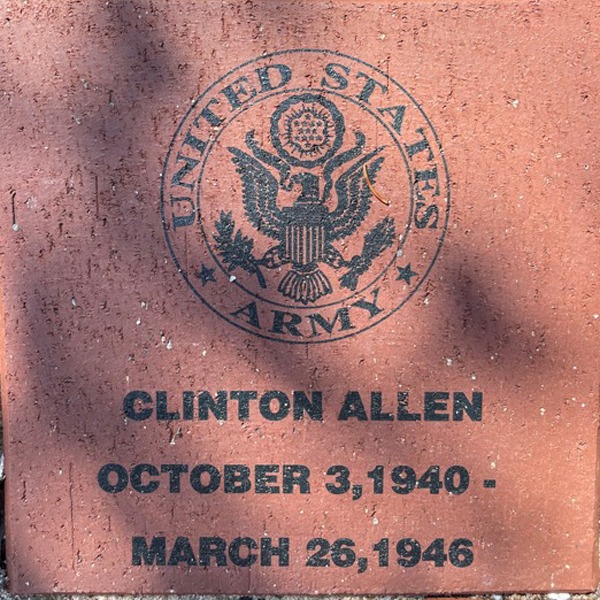 UNITED STATES
ARMY
CLINTON ALLEN
OCTOBER 3,1940 -
MARCH 26,1946